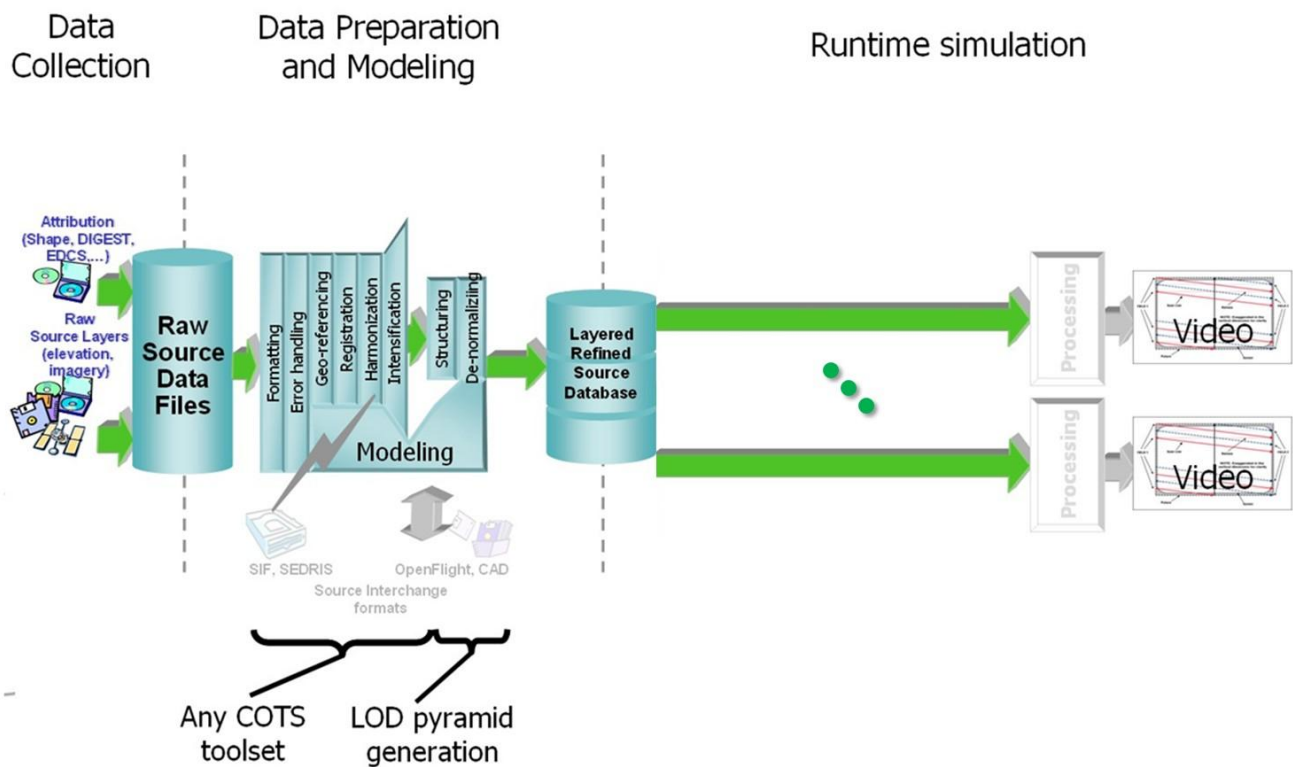 Data
Collection
Data Preparation
and Modeling
Runtime simulation
Attribution
(Shape, DIGEST,
EDCS,...)
Raw
Source Layers
(elevation,
imagery)
Raw
Source
Data
Files
Formatting
Error handling
Geo-referencing
Registration
Harmonization
Intensification
Structuring
De-normaliziing
Modeling
Layered
Refined
Source
Database
Processing
Video
Processing
Video
SIF, SEDRIS
OpenFlight, CAD
Source Interchange
formats
Any COTS
toolset
LOD pyramid
generation